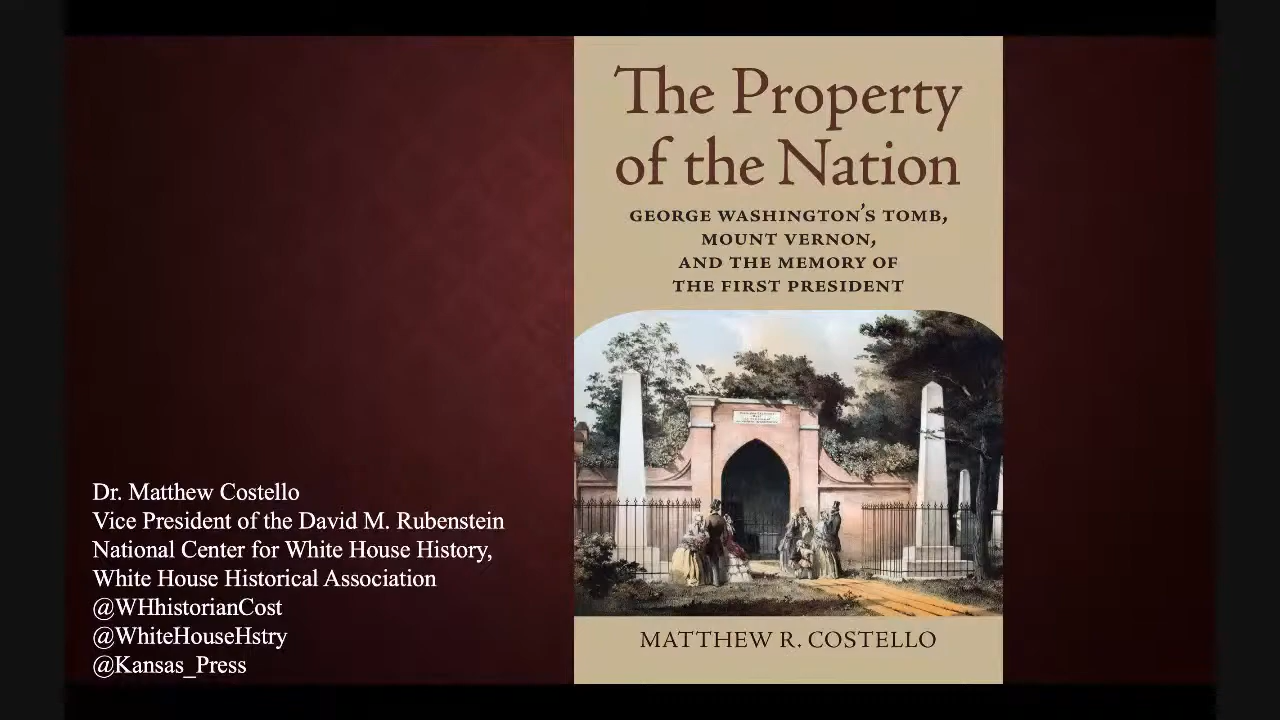 Dr. Matthew Costello
Vice President of the David M. Rubenstein
National Center for White House History,
White House Historical Association
@WHhistorianCost
@WhiteHouseHstry
@Kansas_Press
The Property
of the Nation
GEORGE WASHINGTON'S TOMB,
MOUNT VERNON,
AND THE MEMORY OF
THE FIRST PRESIDENT
MATTHEW R. COSTELLO